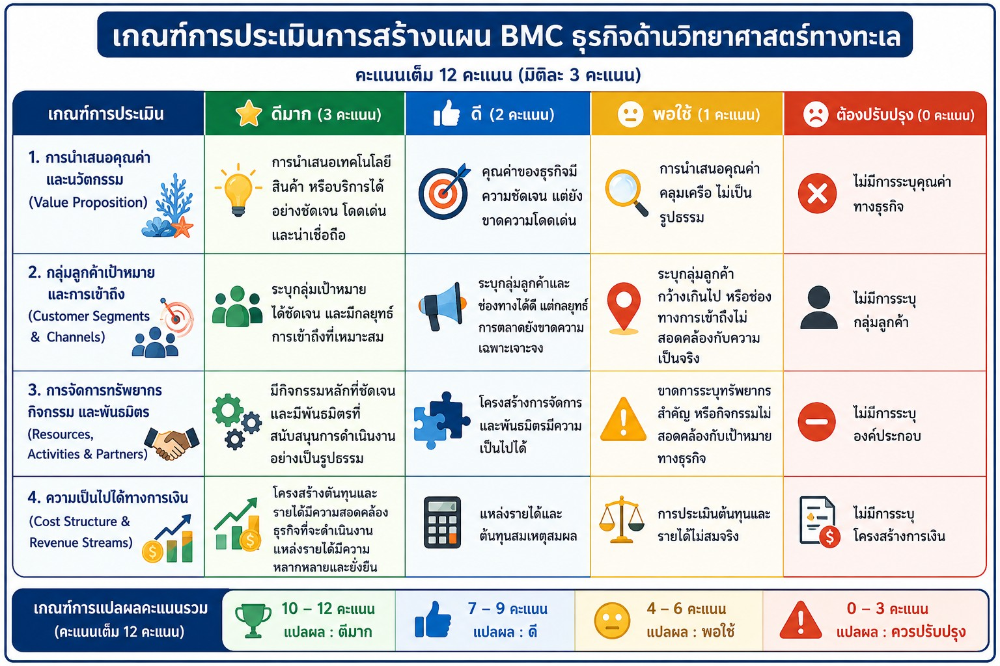 เกณฑ์การประเมินการสร้างแผน BMC ธุรกิจด้านวิทยาศาสตร์ทางทะเล
คะแนนเต็ม 12 คะแนน (มิติละ 3 คะแนน)
เกณฑ์การประเมิน
ดีมาก (3 คะแนน)
ดี (2 คะแนน)
พอใช้ (1 คะแนน)
ต้องปรับปรุง (0 คะแนน)
1. การนำเสนอคุณค่า
และนวัตกรรม
(Value Proposition)
การนำเสนอเทคโนโลยี
สินค้า หรือบริการได้
อย่างชัดเจน โดดเด่น
และน่าเชื่อถือ
คุณค่าของธุรกิจมี
ความชัดเจน แต่ยัง
ขาดความโดดเด่น
การนำเสนอคุณค่า
คลุมเครือ ไม่เป็น
รูปธรรม
ไม่มีการระบุคุณค่า
ทางธุรกิจ
2. กลุ่มลูกค้าเป้าหมาย
และการเข้าถึง
(Customer Segments
& Channels)
ระบุกลุ่มเป้าหมาย
ได้ชัดเจน และมีกลยุทธ์
การเข้าถึงที่เหมาะสม
ระบุกลุ่มลูกค้าและ
ช่องทางได้ดี แต่กลยุทธ์
การตลาดยังขาดความ
เฉพาะเจาะจง
ระบุกลุ่มลูกค้า
กว้างเกินไป หรือช่อง
ทางการเข้าถึงไม่
สอดคล้องกับความ
เป็นจริง
ไม่มีการระบุ
กลุ่มลูกค้า
3. การจัดการทรัพยากร
กิจกรรม และพันธมิตร
(Resources,
Activities & Partners)
มีกิจกรรมหลักที่ชัดเจน
และมีพันธมิตรที่
สนับสนุนการดำเนินงาน
อย่างเป็นรูปธรรม
โครงสร้างการจัดการ
และพันธมิตรมีความ
เป็นไปได้
ขาดการระบุทรัพยากร
สำคัญ หรือกิจกรรมไม่
สอดคล้องกับเป้าหมาย
ทางธุรกิจ
ไม่มีการระบุ
องค์ประกอบ
4. ความเป็นไปได้ทางการเงิน
(Cost Structure &
Revenue Streams)
โครงสร้างต้นทุนและ
รายได้มีความสอดคล้อง
ธุรกิจที่จะดำเนินงาน
แหล่งรายได้มีความ
หลากหลายและยั่งยืน
แหล่งรายได้และ
ต้นทุนสมเหตุสมผล
การประเมินต้นทุนและ
รายได้ไม่สมจริง
ไม่มีการระบุ
โครงสร้างการเงิน
เกณฑ์การแปลผลคะแนนรวม
(คะแนนเต็ม 12 คะแนน)
10 – 12 คะแนน
แปลผล : ดีมาก
7 – 9 คะแนน
แปลผล : ดี
4 – 6 คะแนน
แปลผล : พอใช้
0 – 3 คะแนน
แปลผล : ควรปรับปรุง